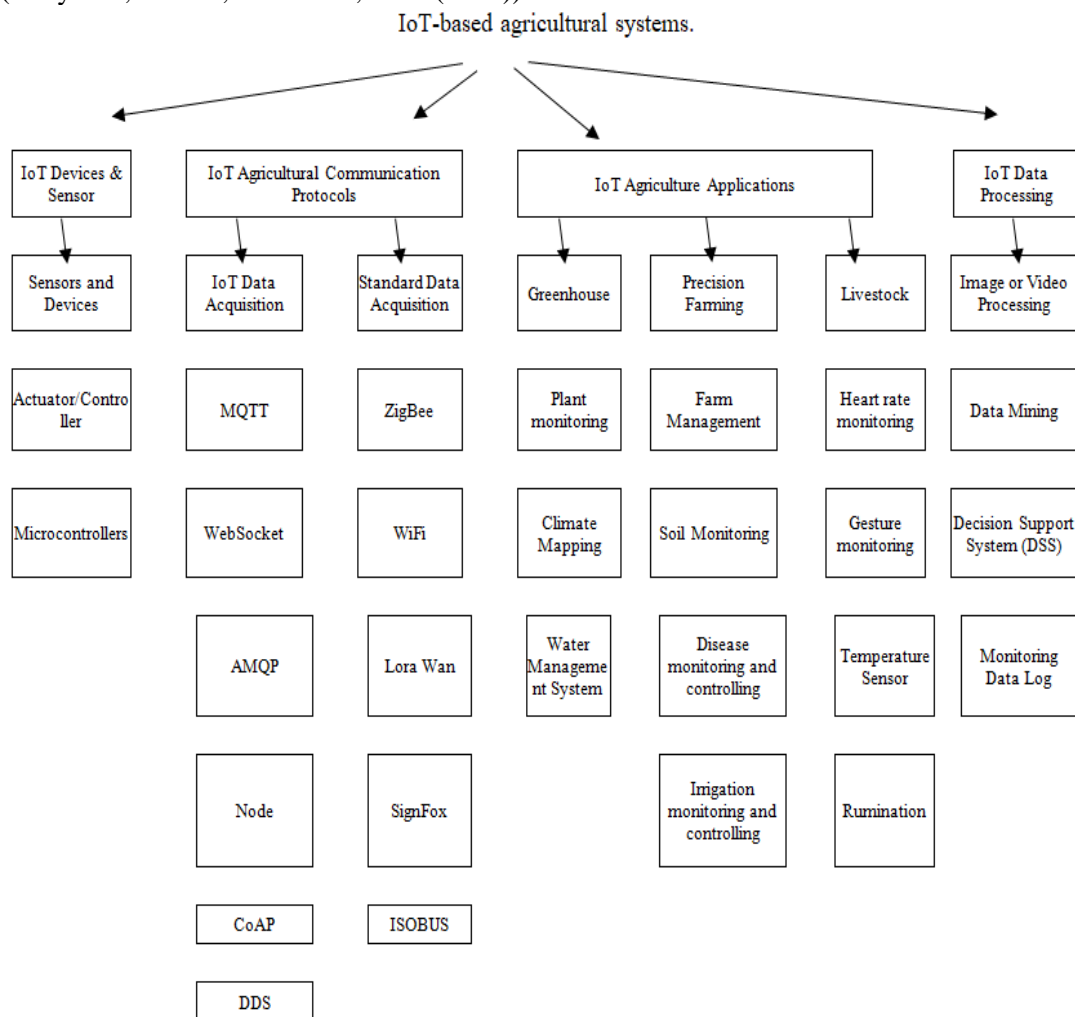 IoT-based agricultural systems.
IoT Devices &
Sensor
IoT Agricultural Communication
Protocols
IoT Agriculture Applications
IoT Data
Processing
Sensors and
Devices
IoT Data
Acquisition
Standard Data
Acquisition
Greenhouse
Precision
Farming
Livestock
Image or Video
Processing
Actuator/Contro
ller
MQTT
ZigBee
Plant
monitoring
Farm
Management
Heart rate
monitoring
Data Mining
Microcontrollers
WebSocket
WiFi
Climate
Mapping
Soil Monitoring
Gesture
monitoring
Decision Support
System (DSS)
AMQP
Lora Wan
Water
Manageme
nt System
Disease
monitoring and
controlling
Temperature
Sensor
Monitoring
Data Log
Node
SignFox
Irrigation
monitoring and
controlling
Rumination
CoAP
ISOBUS
DDS